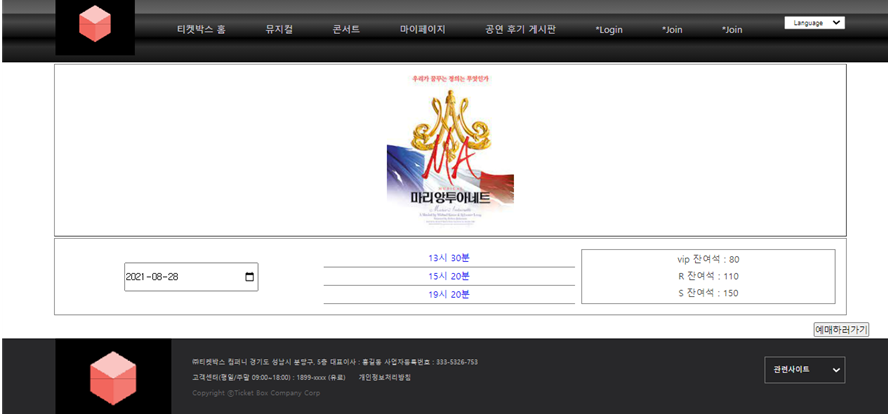 티켓박스 홈 뮤지컬 콘서트 마이페이지 공연 후기 게시판 *Login *Join *Join Language
우리가 꿈꾸는 정의는 무엇인가
MA
MUSICAL
마리앙투아네트
Marie Antoinette
2021-08-28
13시 30분
15시 20분
19시 20분
vip 잔여석 : 80
R 잔여석 : 110
S 잔여석 : 150
예매하러가기
㈜티켓박스 컴퍼니 경기도 성남시 분양구, 5층 대표이사 : 홍길동 사업자등록번호 : 333-5326-753
고객센터(평일/주말 09:00~18:00) : 1899-xxxx (유료) 개인정보처리방침
Copyright ⓒTicket Box Company Corp
관련사이트